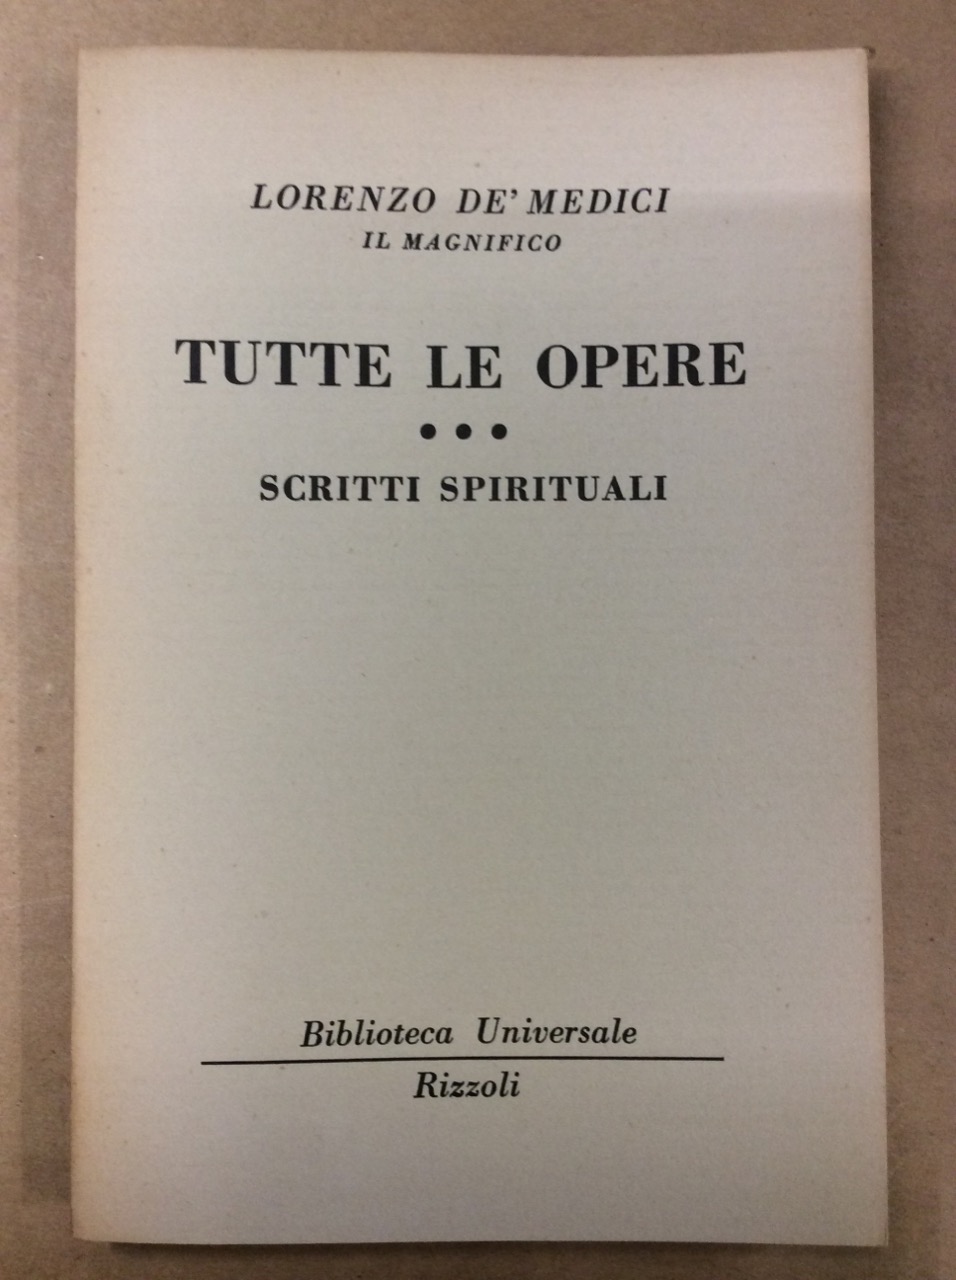 LORENZO DE' MEDICI
IL MAGNIFICO
TUTTE LE OPERE
•••
SCRITTI SPIRITUALI
Biblioteca Universale
Rizzoli